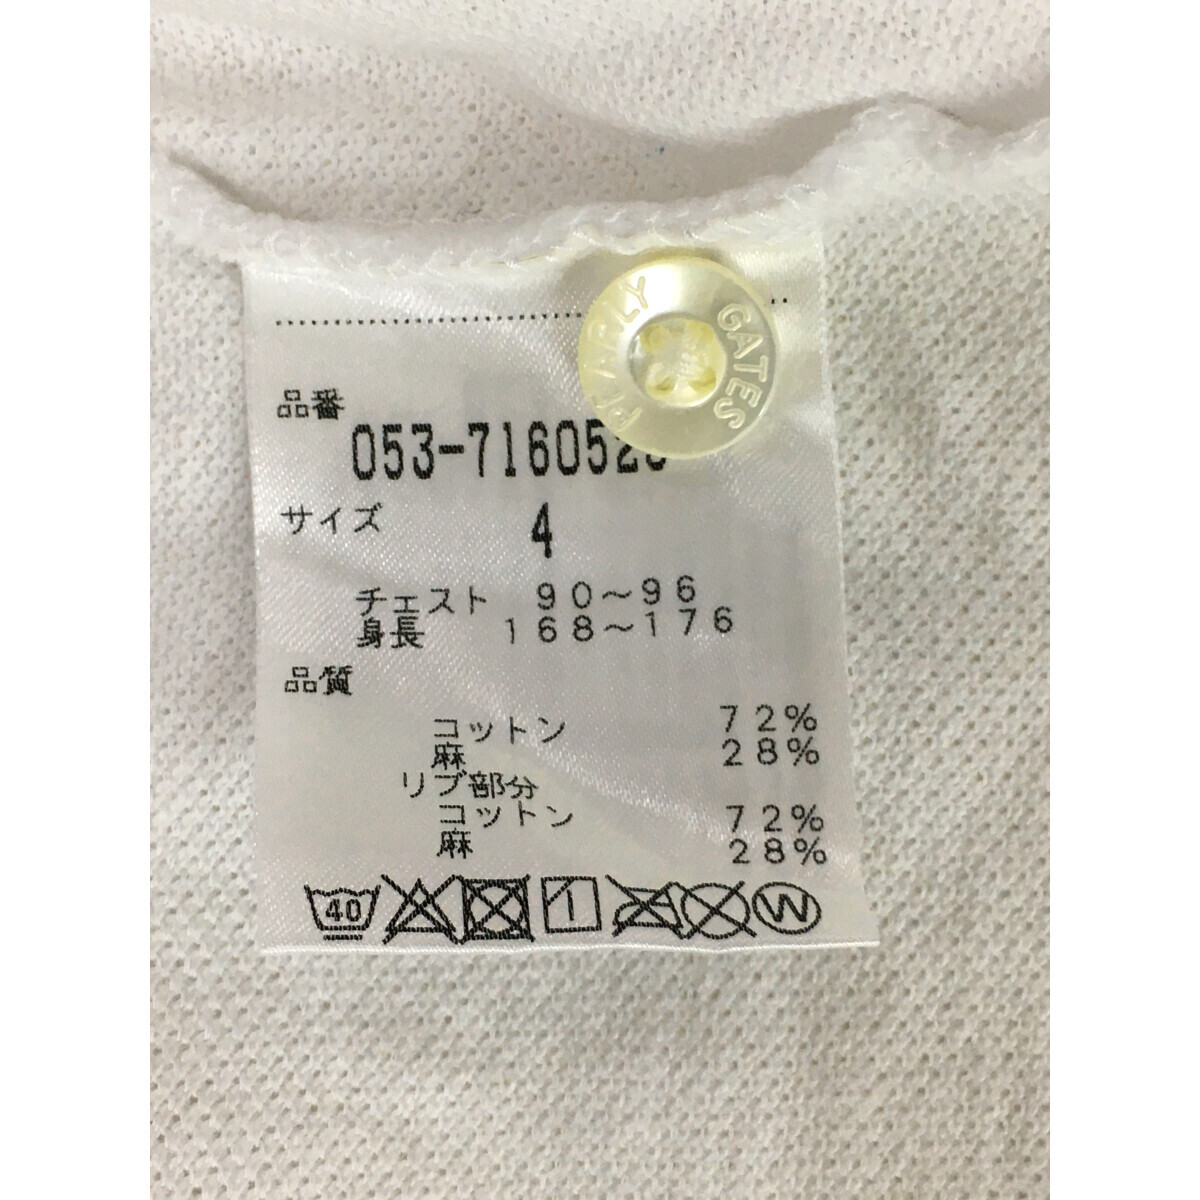 PEARLY GATES
品番
053-7160528
サイズ
4
チェスト 90～96
身長 168～176
品質
コットン 72%
麻 28%
リブ部分
コットン 72%
麻 28%
40
W